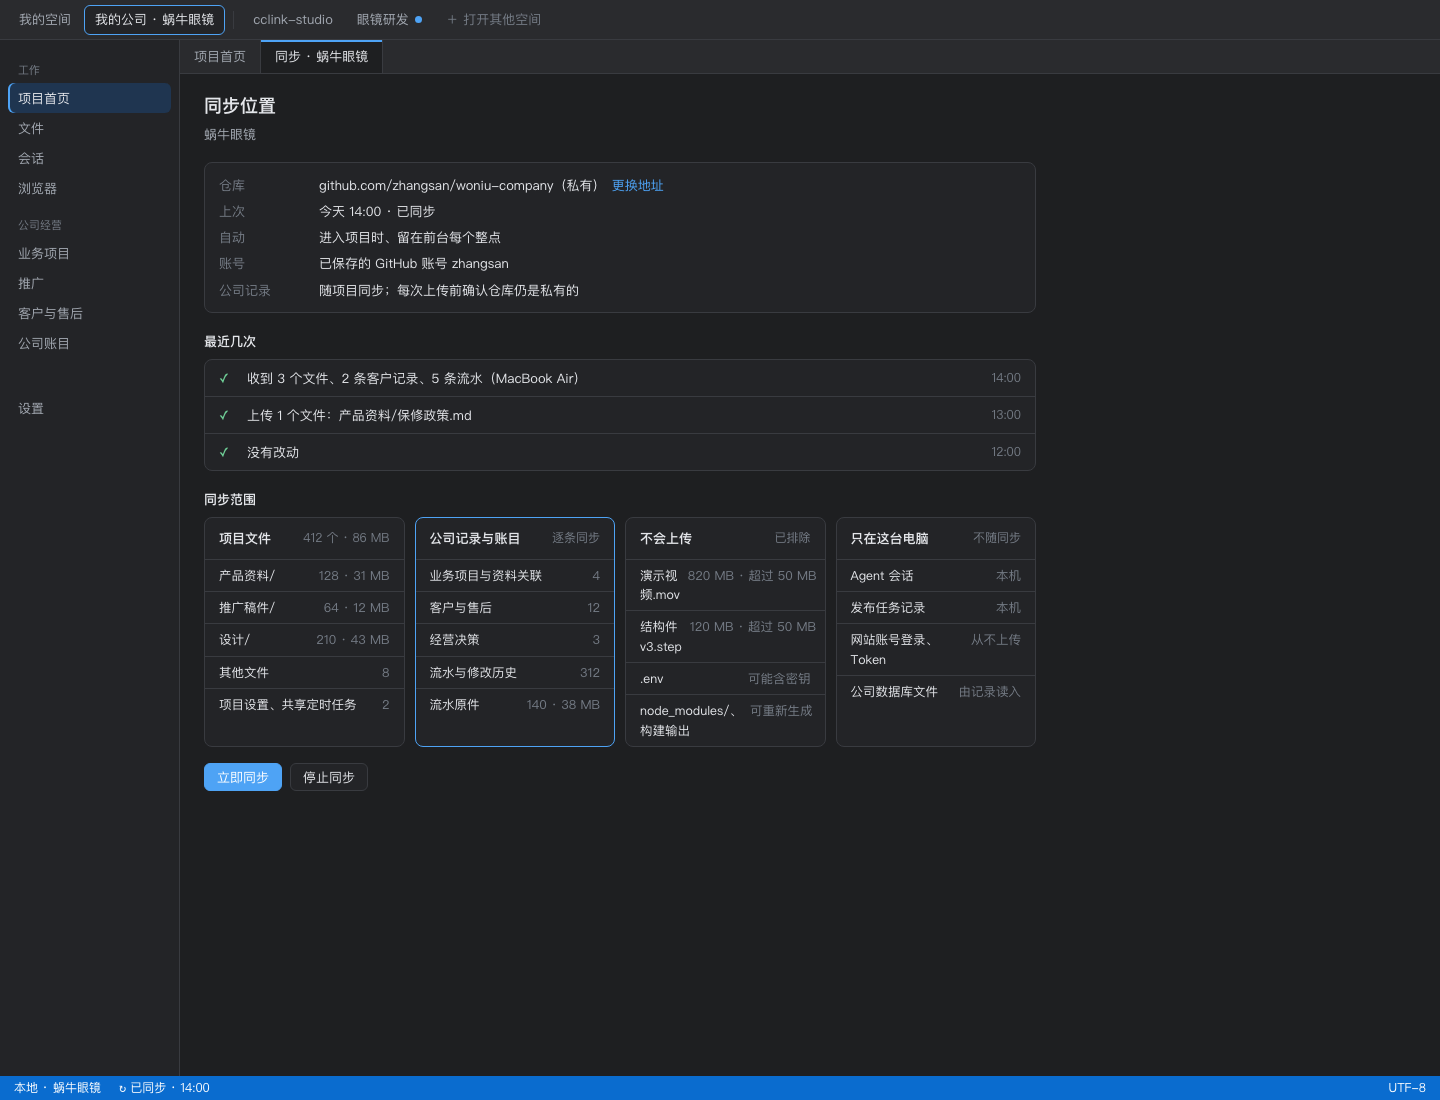 我的空间
我的公司 · 蜗牛眼镜
cclink-studio
眼镜研发
+ 打开其他空间
工作
项目首页
文件
会话
浏览器
公司经营
业务项目
推广
客户与售后
公司账目
设置
项目首页
同步 · 蜗牛眼镜
同步位置
蜗牛眼镜
仓库 github.com/zhangsan/woniu-company（私有） 更换地址
上次 今天 14:00 · 已同步
自动 进入项目时、留在前台每个整点
账号 已保存的 GitHub 账号 zhangsan
公司记录 随项目同步；每次上传前确认仓库仍是私有的
最近几次
✓ 收到 3 个文件、2 条客户记录、5 条流水（MacBook Air） 14:00
✓ 上传 1 个文件：产品资料/保修政策.md 13:00
✓ 没有改动 12:00
同步范围
项目文件 412 个 · 86 MB
产品资料/ 128 · 31 MB
推广稿件/ 64 · 12 MB
设计/ 210 · 43 MB
其他文件 8
项目设置、共享定时任务 2
公司记录与账目 逐条同步
业务项目与资料关联 4
客户与售后 12
经营决策 3
流水与修改历史 312
流水原件 140 · 38 MB
不会上传 已排除
演示视 820 MB · 超过 50 MB
频.mov
结构件 120 MB · 超过 50 MB
v3.step
.env 可能含密钥
node_modules/、 可重新生成
构建输出
只在这台电脑 不随同步
Agent 会话 本机
发布任务记录 本机
网站账号登录、 从不上传
Token
公司数据库文件 由记录读入
立即同步
停止同步
本地 · 蜗牛眼镜
↻ 已同步 · 14:00
UTF-8